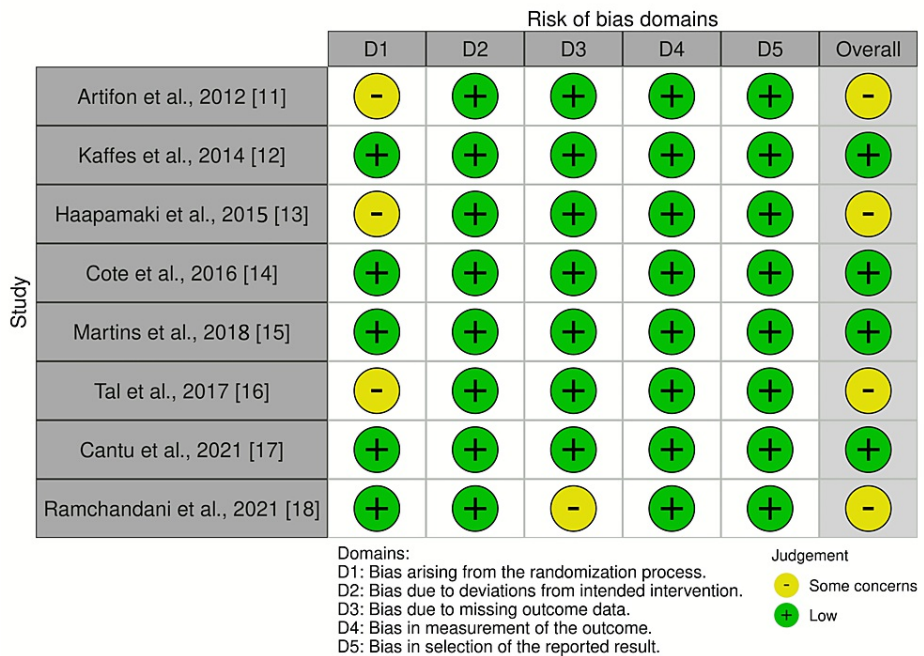 Risk of bias domains
D1 D2 D3 D4 D5 Overall
Study
Artifon et al., 2012 [11] - + + + + -
Kaffes et al., 2014 [12] + + + + + +
Haapamaki et al., 2015 [13] - + + + + -
Cote et al., 2016 [14] + + + + + +
Martins et al., 2018 [15] + + + + + +
Tal et al., 2017 [16] - + + + + -
Cantu et al., 2021 [17] + + + + + +
Ramchandani et al., 2021 [18] + + - + + -
Domains:
D1: Bias arising from the randomization process.
D2: Bias due to deviations from intended intervention.
D3: Bias due to missing outcome data.
D4: Bias in measurement of the outcome.
D5: Bias in selection of the reported result.
Judgement
- Some concerns
+ Low